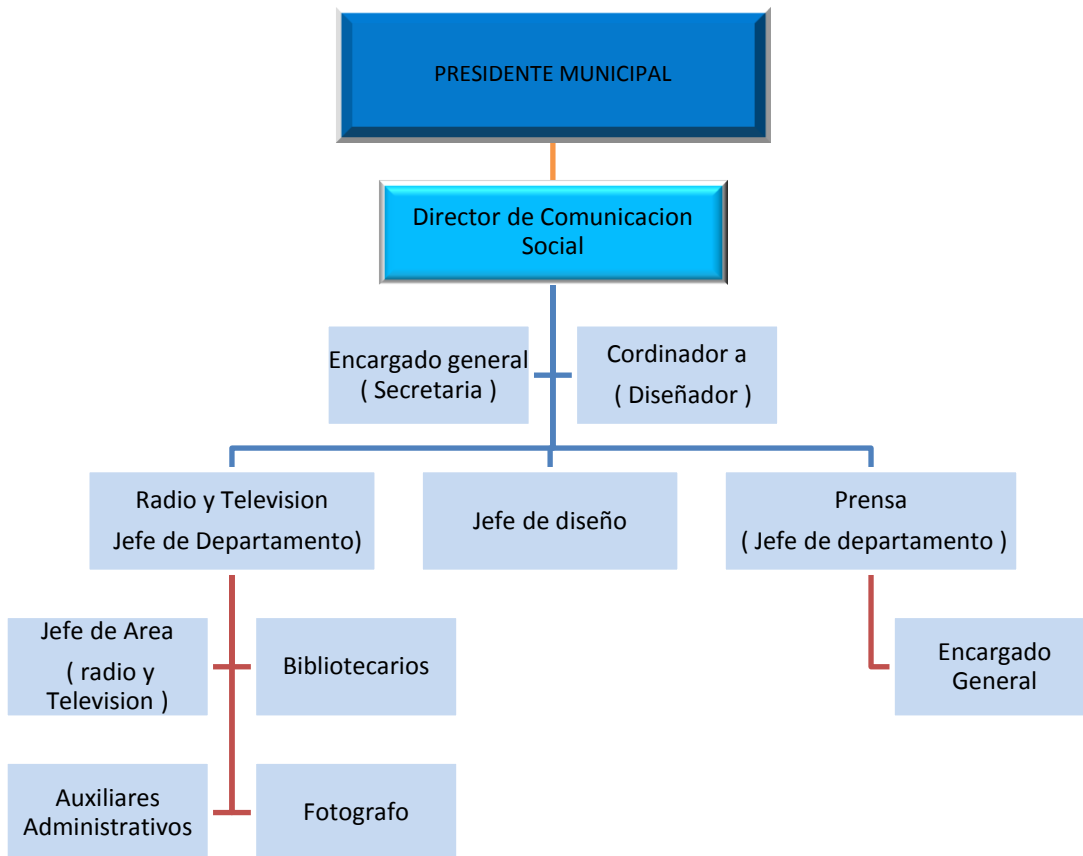 PRESIDENTE MUNICIPAL
Director de Comunicacion
Social
Encargado general
( Secretaria )
Cordinador a
( Diseñador )
Radio y Television
Jefe de Departamento)
Jefe de diseño
Prensa
( Jefe de departamento )
Jefe de Area
( radio y
Television )
Bibliotecarios
Encargado
General
Auxiliares
Administrativos
Fotografo